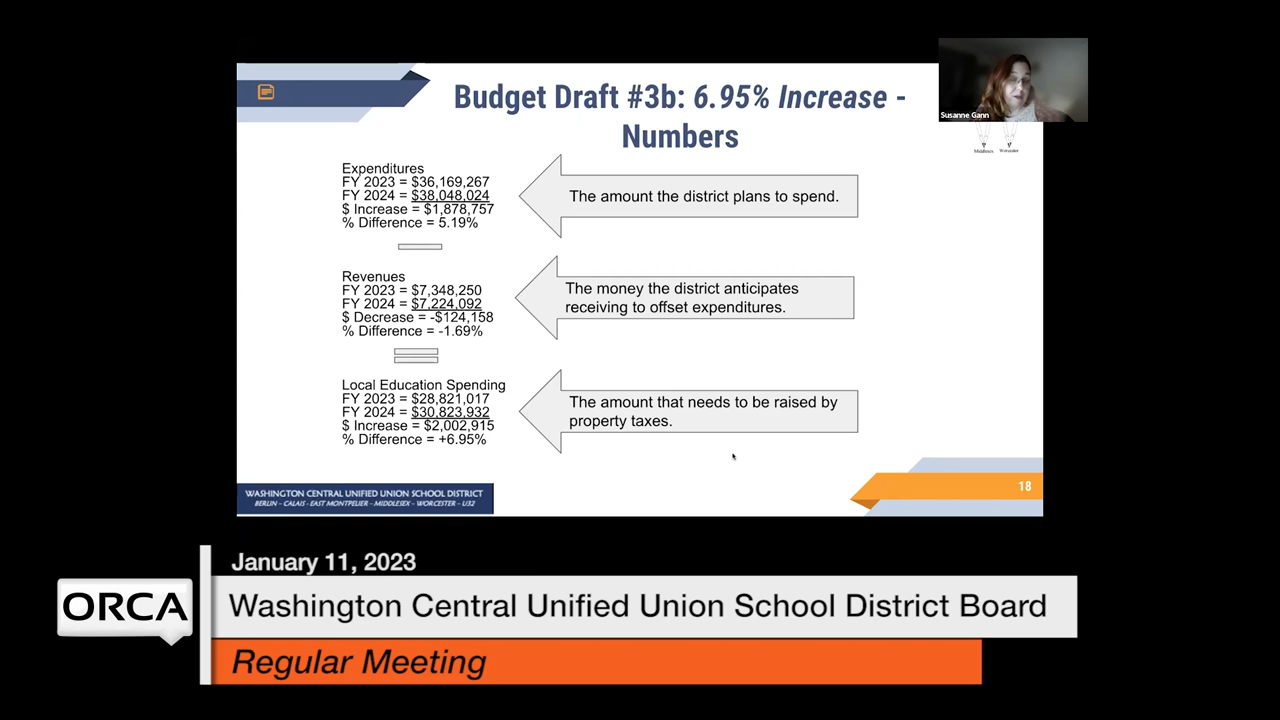 Budget Draft #3b: 6.95% Increase -
Numbers
Susanne Gann
Middlesex Worcester
Expenditures
FY 2023 = $36,169,267
FY 2024 = $38,048,024
$ Increase = $1,878,757
% Difference = 5.19%
The amount the district plans to spend.
Revenues
FY 2023 = $7,348,250
FY 2024 = $7,224,092
$ Decrease = -$124,158
% Difference = -1.69%
The money the district anticipates
receiving to offset expenditures.
Local Education Spending
FY 2023 = $28,821,017
FY 2024 = $30,823,932
$ Increase = $2,002,915
% Difference = +6.95%
The amount that needs to be raised by
property taxes.
WASHINGTON CENTRAL UNIFIED UNION SCHOOL DISTRICT
BERLIN – CALAIS - EAST MONTPELIER – MIDDLESEX – WORCESTER – U32
18
January 11, 2023
ORCA
Washington Central Unified Union School District Board
Regular Meeting